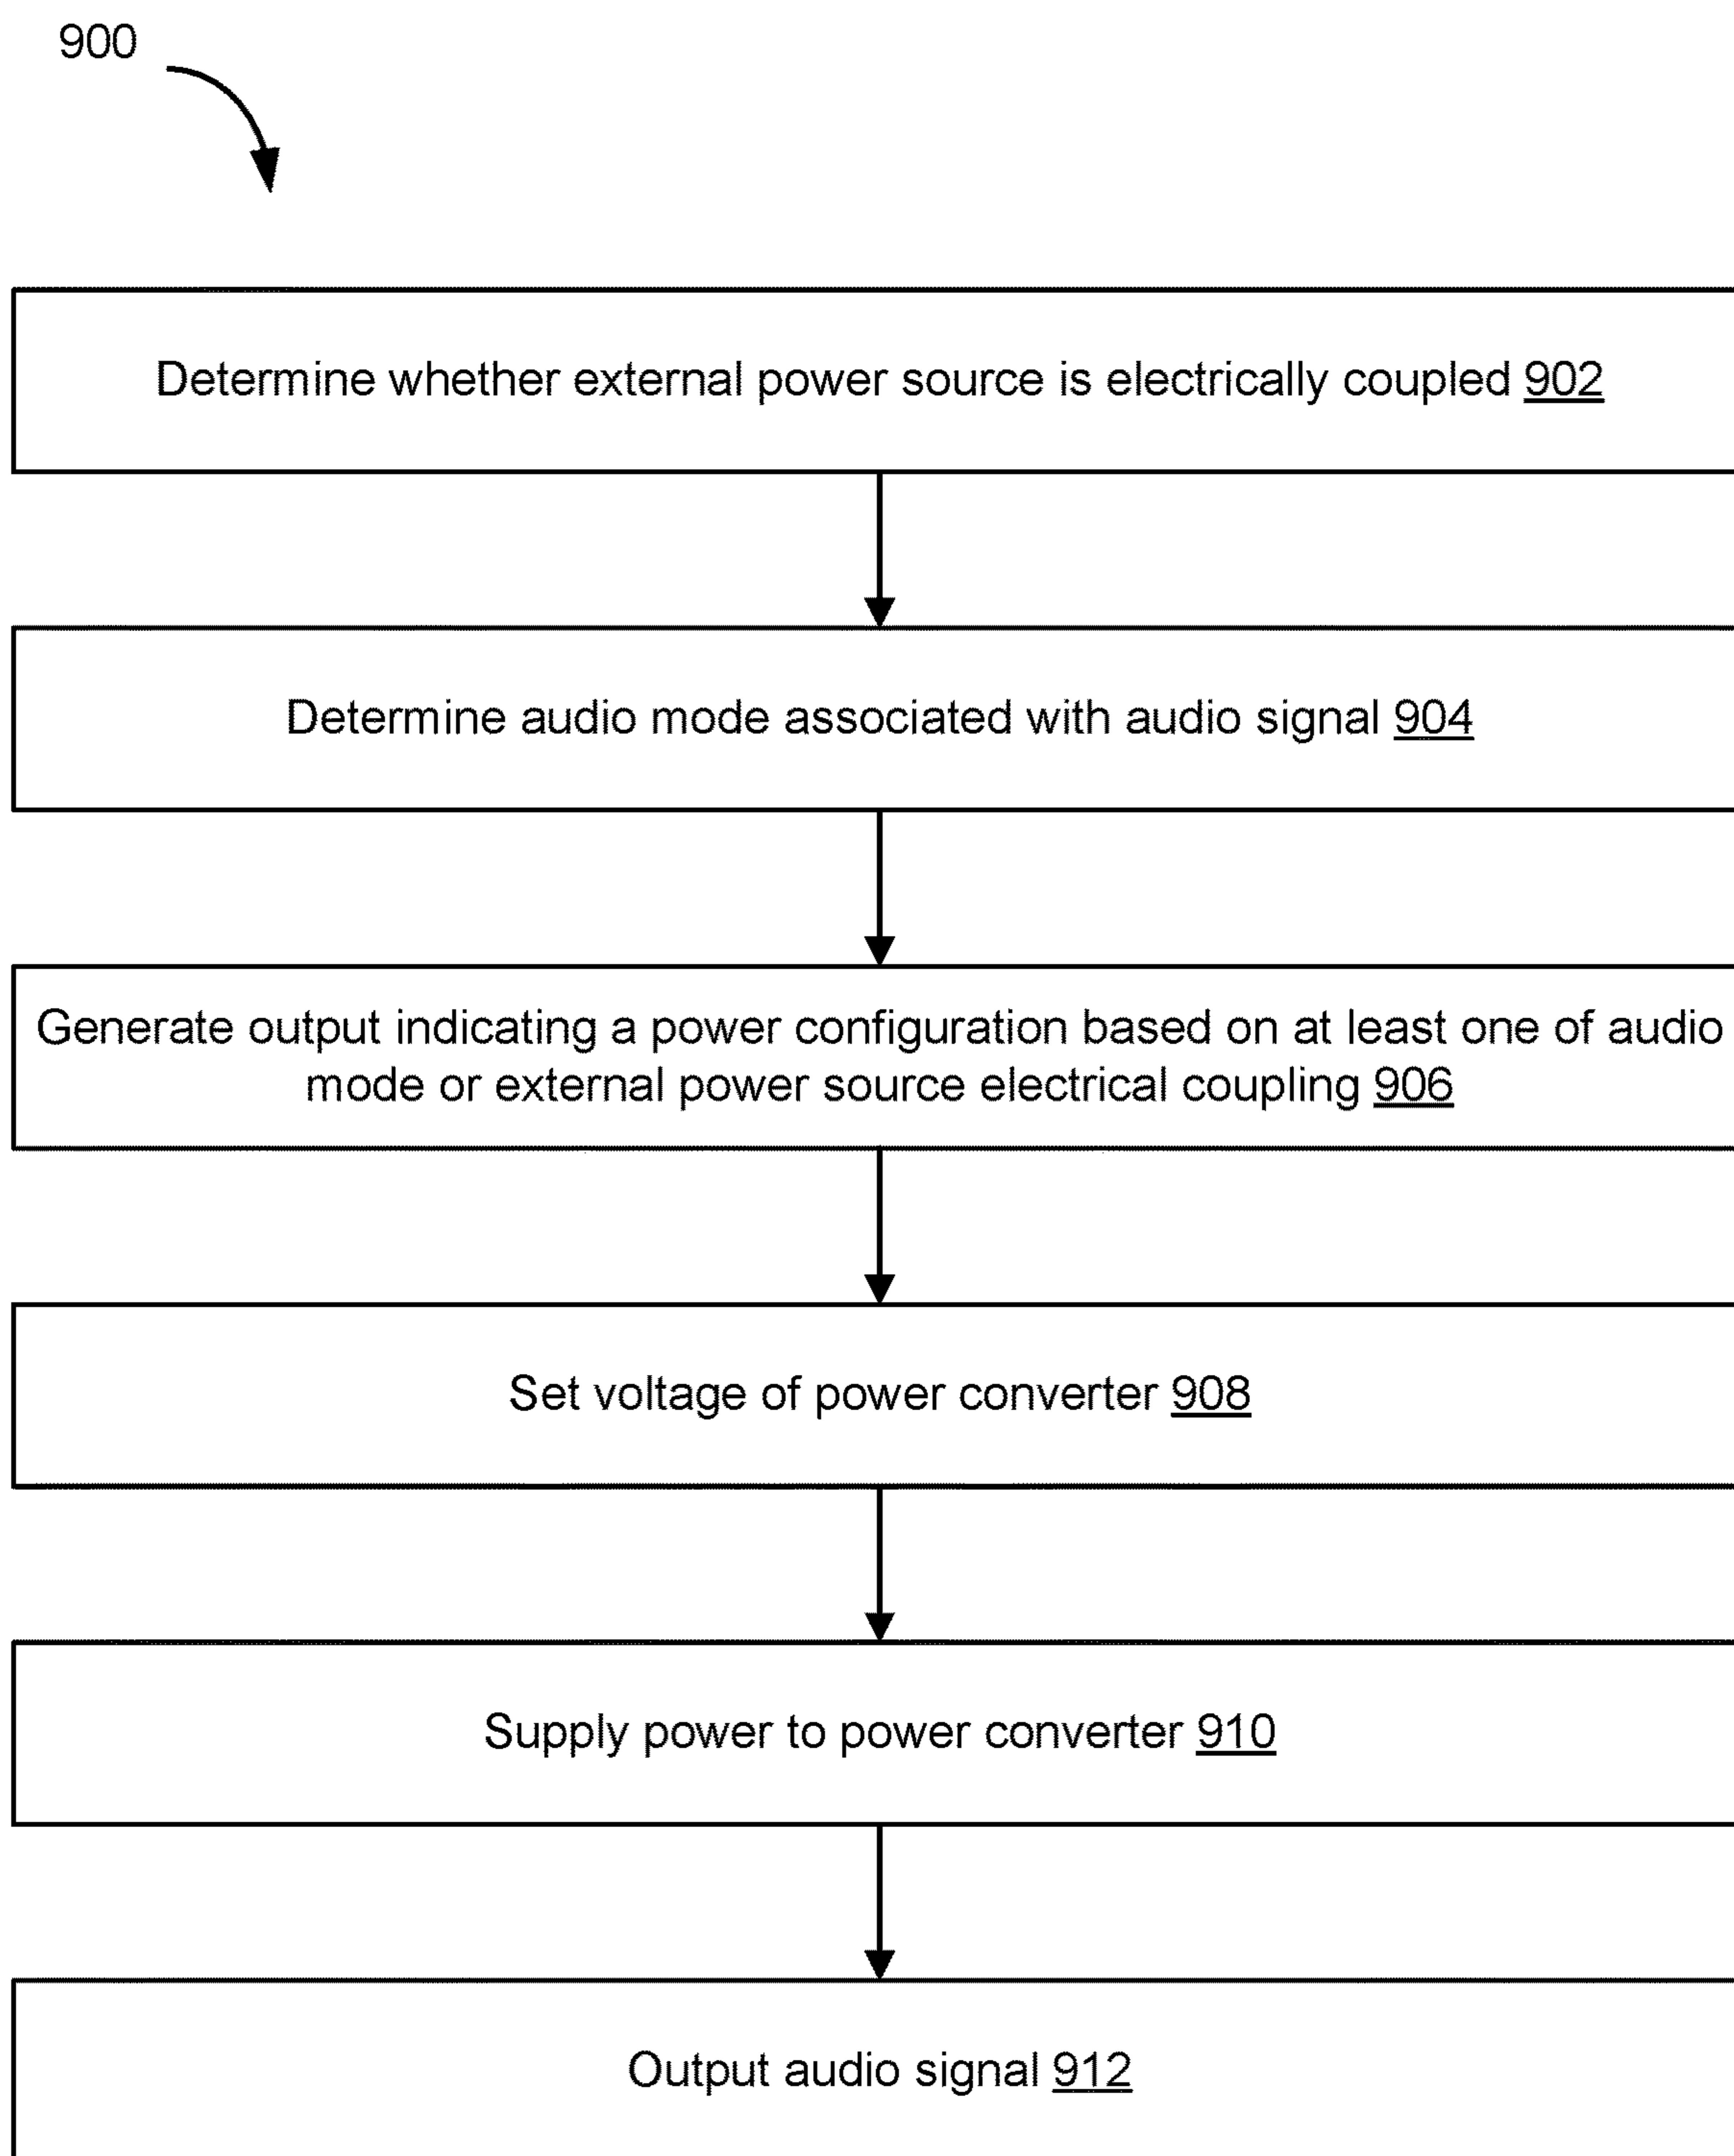 900
Determine whether external power source is electrically coupled 902
Determine audio mode associated with audio signal 904
Generate output indicating a power configuration based on at least one of audio
mode or external power source electrical coupling 906
Set voltage of power converter 908
Supply power to power converter 910
Output audio signal 912